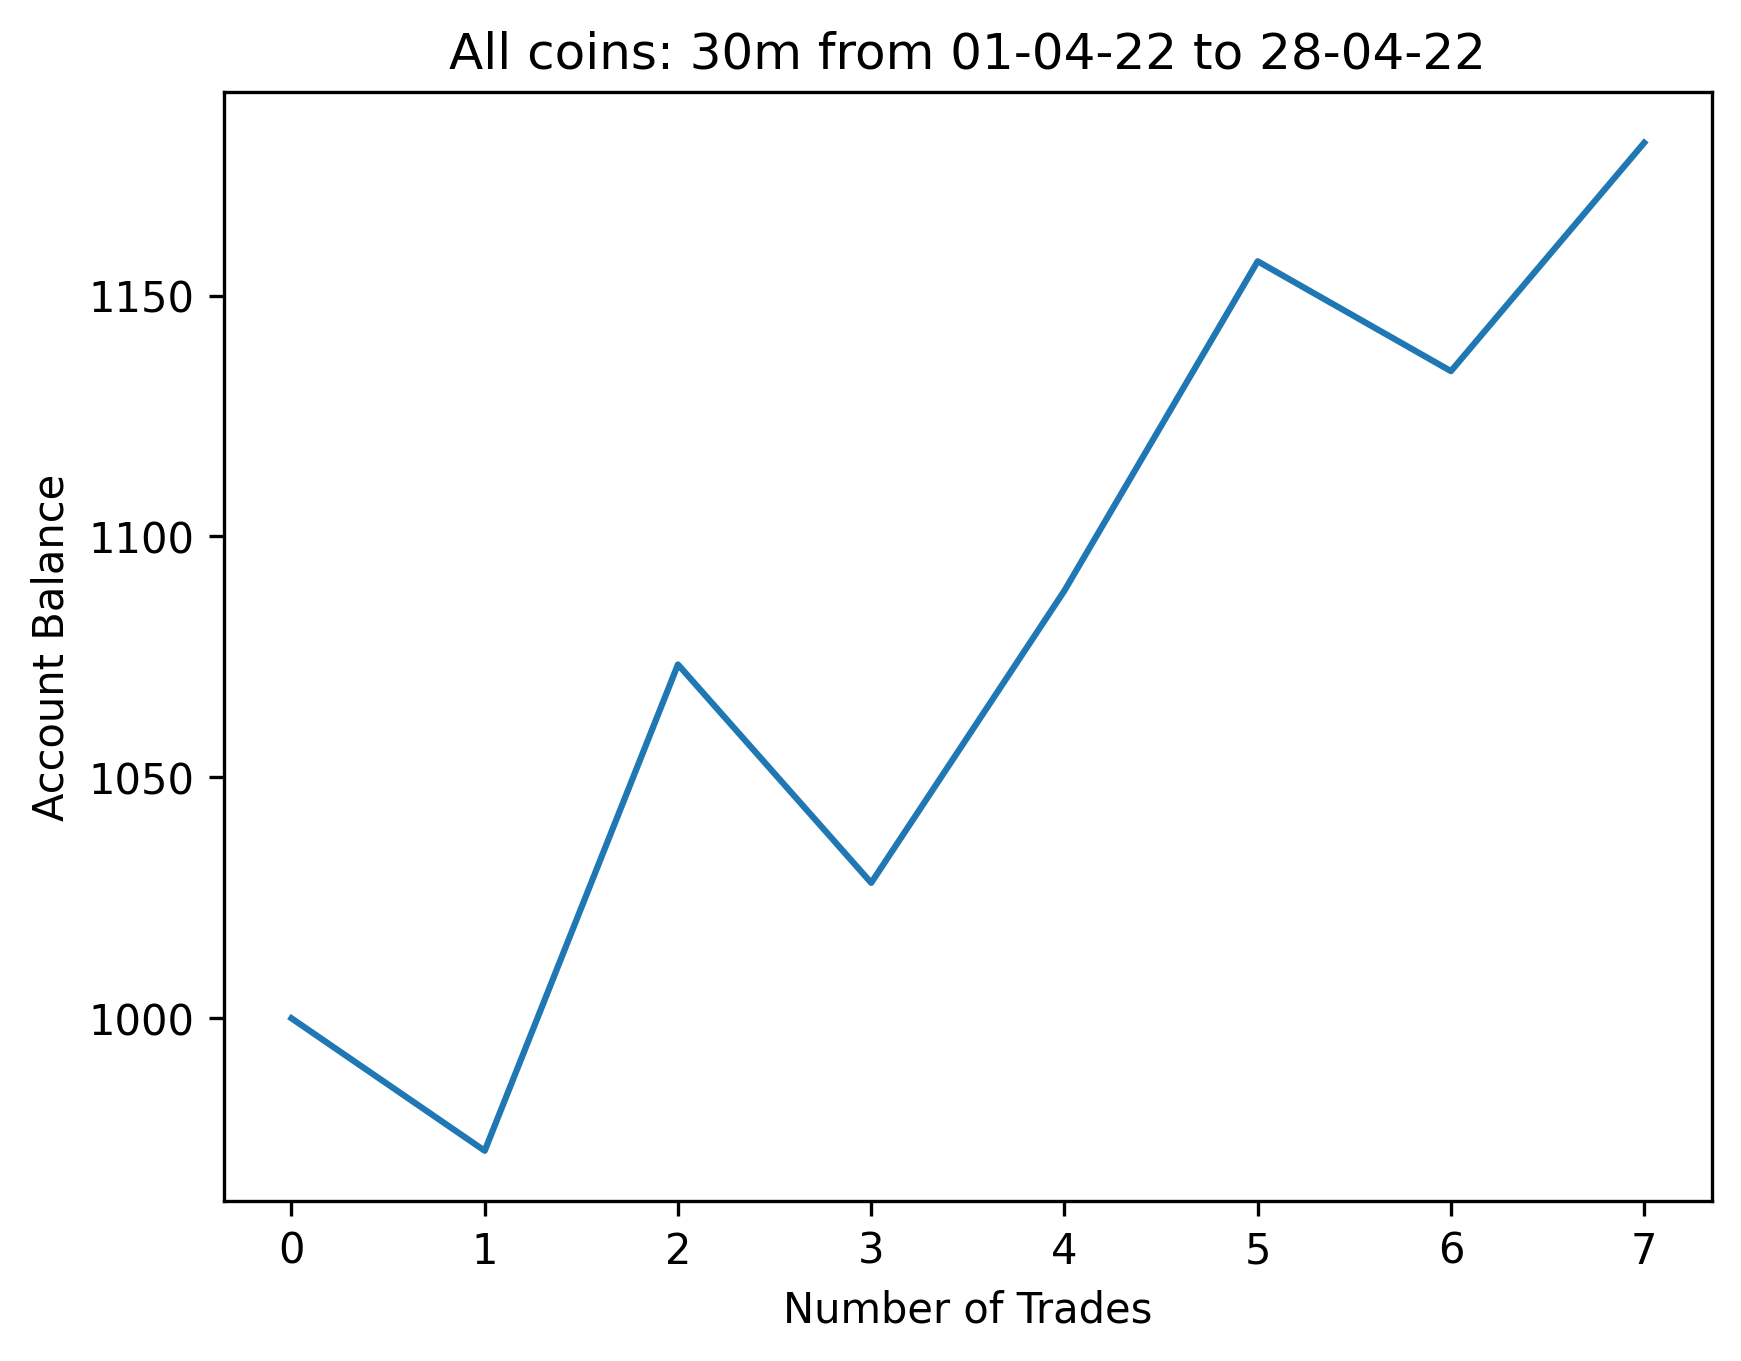 All coins: 30m from 01-04-22 to 28-04-22
Account Balance
1150
1100
1050
1000
0 1 2 3 4 5 6 7
Number of Trades